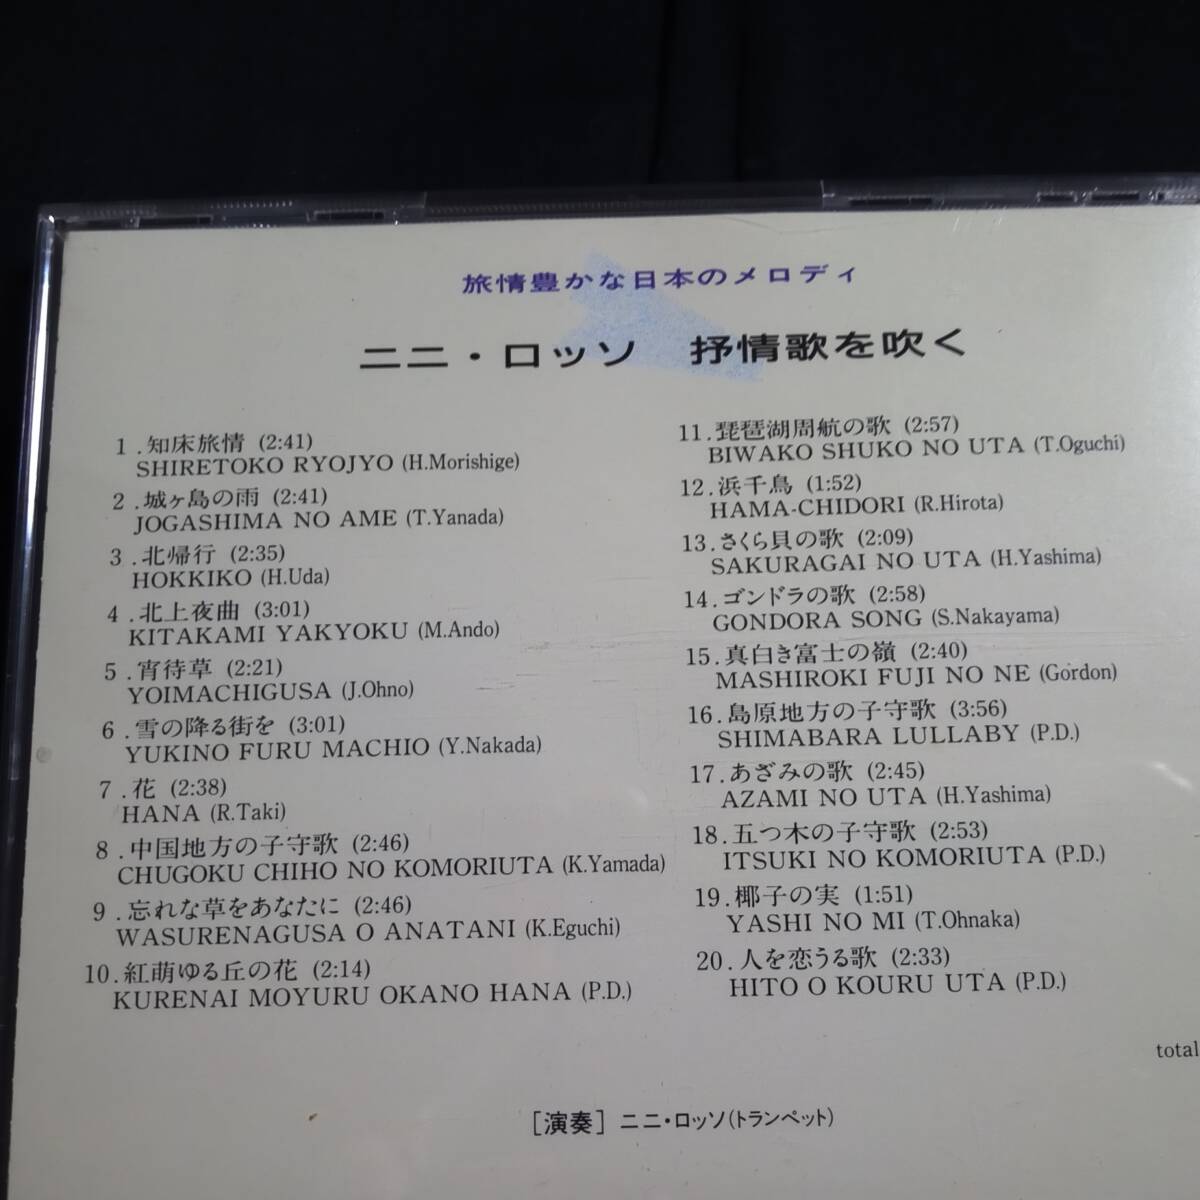 旅情豊かな日本のメロディ
ニニ・ロッソ 抒情歌を吹く
1.知床旅情 (2:41)
SHIRETOKO RYOJYO (H.Morishige)
2.城ヶ島の雨 (2:41)
JOGASHIMA NO AME (T.Yanada)
3.北帰行 (2:35)
HOKKIKO (H.Uda)
4.北上夜曲 (3:01)
KITAKAMI YAKYOKU (M.Ando)
5.宵待草 (2:21)
YOIMACHIGUSA (J.Ohno)
6.雪の降る街を (3:01)
YUKINO FURU MACHIO (Y.Nakada)
7.花 (2:38)
HANA (R.Taki)
8.中国地方の子守歌 (2:46)
CHUGOKU CHIHO NO KOMORIUTA (K.Yamada)
9.忘れな草をあなたに (2:46)
WASURENAGUSA O ANATANI (K.Eguchi)
10.紅萌ゆる丘の花 (2:14)
KURENAI MOYURU OKANO HANA (P.D.)
11.琵琶湖周航の歌 (2:57)
BIWAKO SHUKO NO UTA (T.Oguchi)
12.浜千鳥 (1:52)
HAMA-CHIDORI (R.Hirota)
13.さくら貝の歌 (2:09)
SAKURAGAI NO UTA (H.Yashima)
14.ゴンドラの歌 (2:58)
GONDORA SONG (S.Nakayama)
15.真白き富士の嶺 (2:40)
MASHIROKI FUJI NO NE (Gordon)
16.島原地方の子守歌 (3:56)
SHIMABARA LULLABY (P.D.)
17.あざみの歌 (2:45)
AZAMI NO UTA (H.Yashima)
18.五つ木の子守歌 (2:53)
ITSUKI NO KOMORIUTA (P.D.)
19.椰子の実 (1:51)
YASHI NO MI (T.Ohnaka)
20.人を恋うる歌 (2:33)
HITO O KOURU UTA (P.D.)
total
[演奏] ニニ・ロッソ(トランペット)